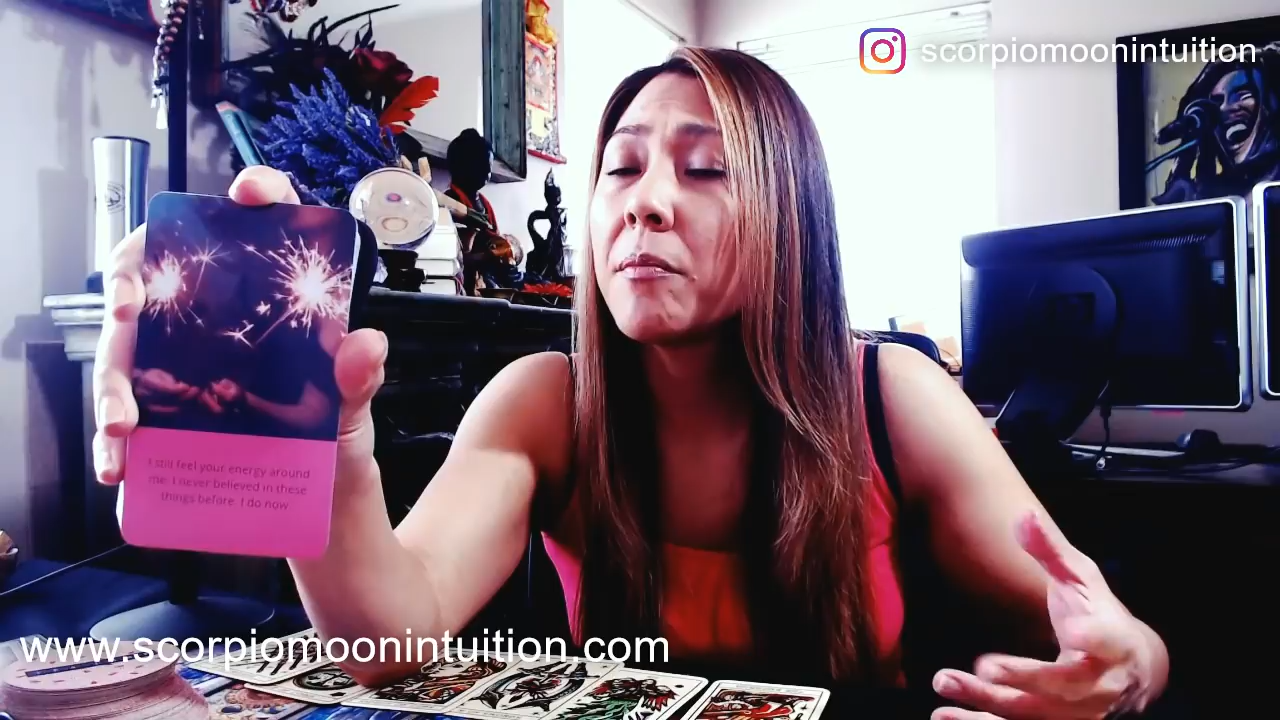 scorpiomoonintuition
I still feel your energy around
me. I never believed in these
things before. I do now
www.scorpiomoonintuition.com